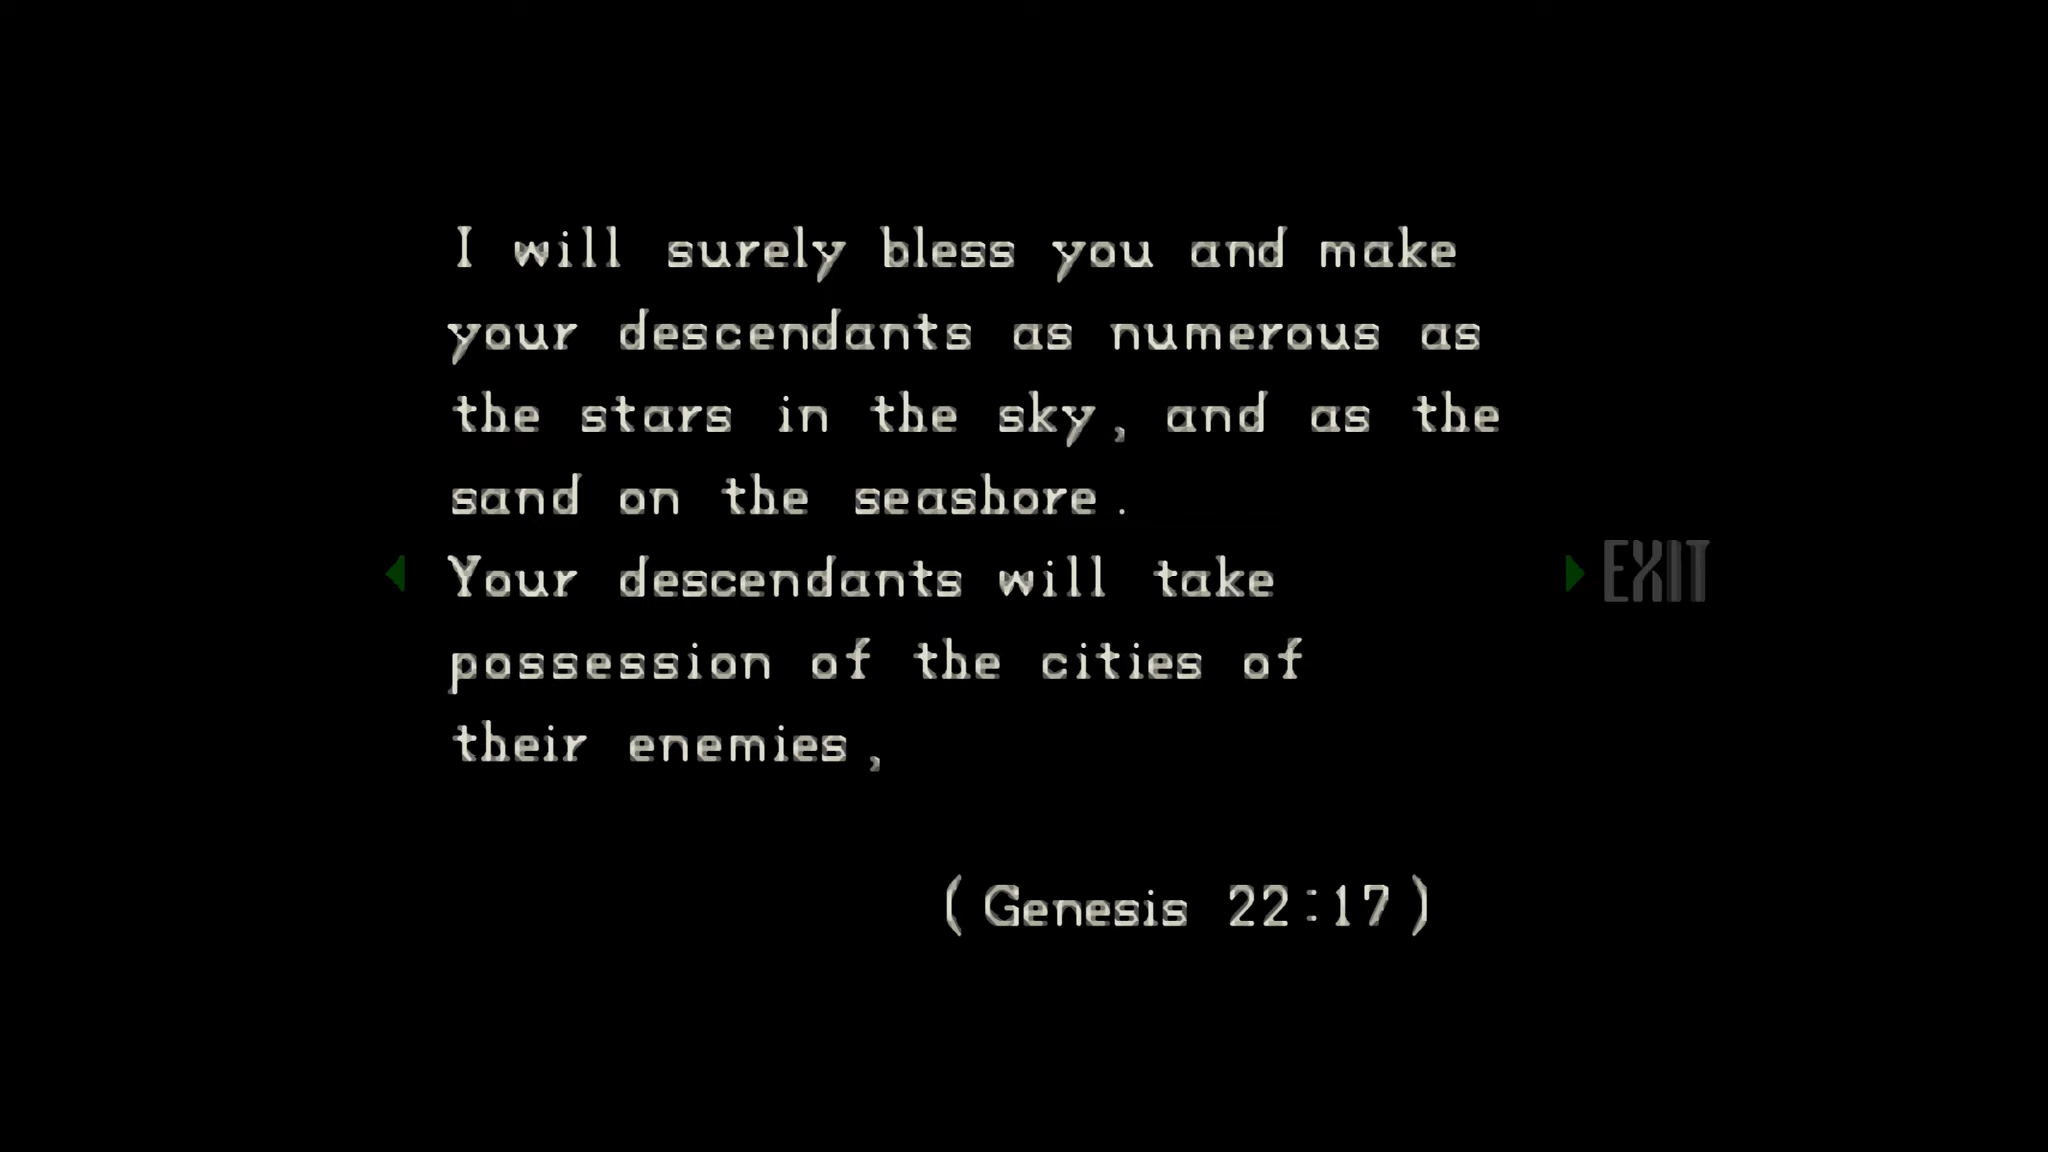 I will surely bless you and make
your descendants as numerous as
the stars in the sky, and as the
sand on the seashore.
Your descendants will take
possession of the cities of
their enemies,
EXIT
(Genesis 22:17)